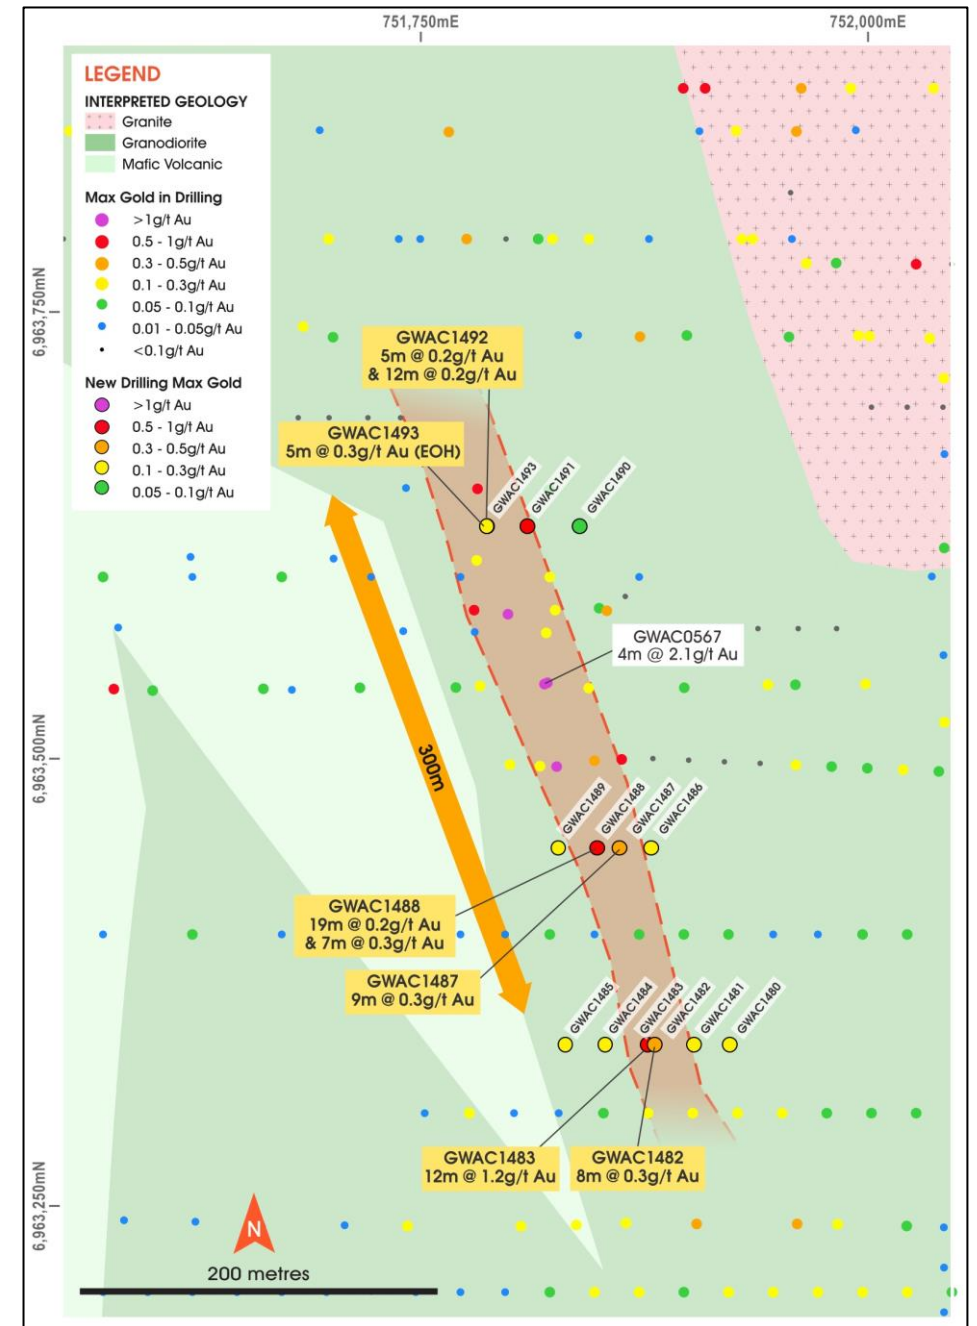 751,750mE
752,000mE
LEGEND
INTERPRETED GEOLOGY
Granite
Granodiorite
Mafic Volcanic
Max Gold in Drilling
>1g/t Au
0.5 - 1g/t Au
0.3 - 0.5g/t Au
0.1 - 0.3g/t Au
0.05 - 0.1g/t Au
0.01 - 0.05g/t Au
<0.1g/t Au
New Drilling Max Gold
>1g/t Au
0.5 - 1g/t Au
0.3 - 0.5g/t Au
0.1 - 0.3g/t Au
0.05 - 0.1g/t Au
6,963,750mN
GWAC1492
5m @ 0.2g/t Au
& 12m @ 0.2g/t Au
GWAC1493
5m @ 0.3g/t Au (EOH)
GWAC1493
GWAC1491
GWAC1490
GWAC0567
4m @ 2.1g/t Au
6,963,500mN
300m
GWAC1489
GWAC1488
GWAC1487
GWAC1486
GWAC1488
19m @ 0.2g/t Au
& 7m @ 0.3g/t Au
GWAC1487
9m @ 0.3g/t Au
GWAC1485
GWAC1484
GWAC1483
GWAC1482
GWAC1481
GWAC1480
GWAC1483
12m @ 1.2g/t Au
GWAC1482
8m @ 0.3g/t Au
6,963,250mN
N
200 metres